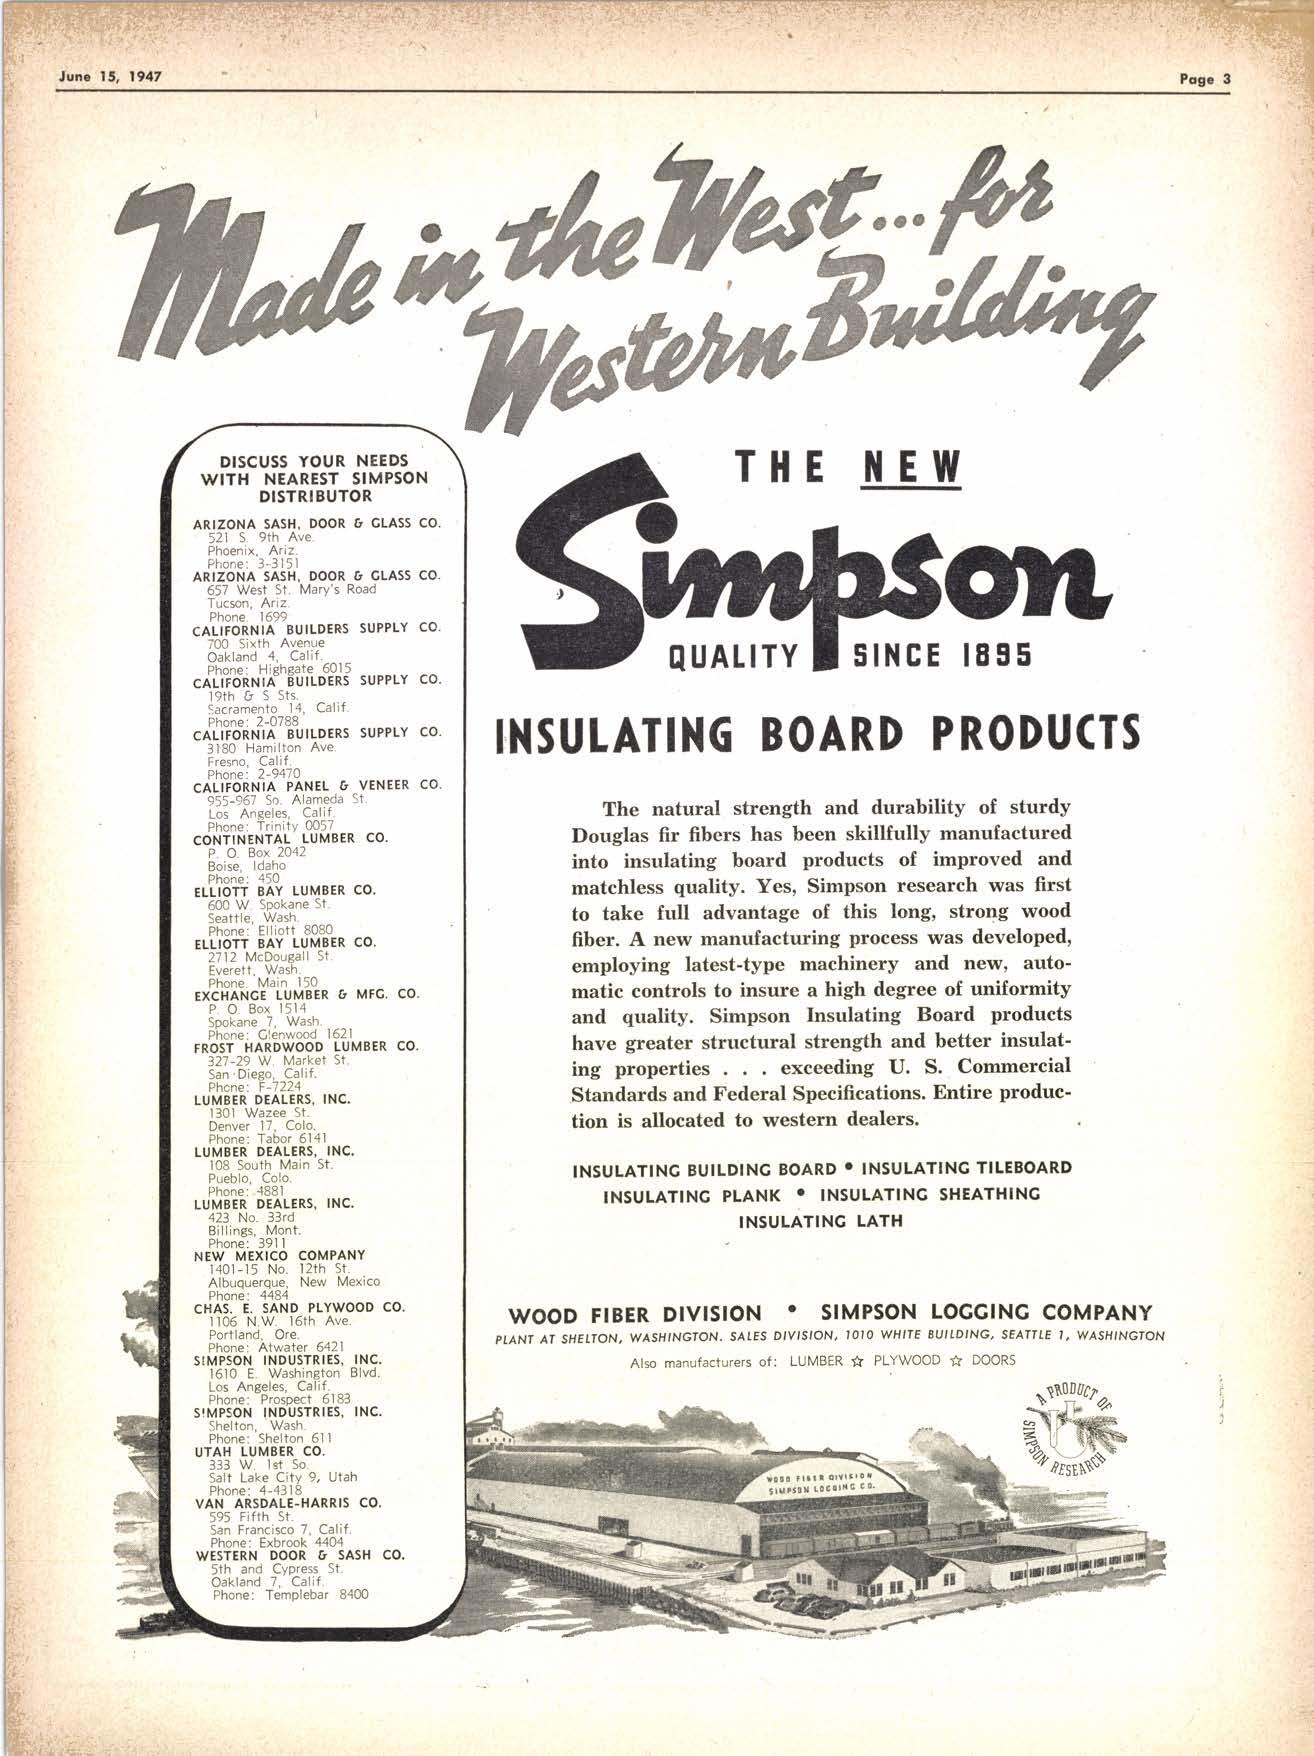 June 15, 1947
Page 3
Made in the West... for
Western Building
DISCUSS YOUR NEEDS
WITH NEAREST SIMPSON
DISTRIBUTOR
ARIZONA SASH, DOOR & GLASS CO.
521 S. 9th Ave.
Phoenix, Ariz.
Phone: 3-3151
ARIZONA SASH, DOOR & GLASS CO.
657 West St. Mary's Road
Tucson, Ariz.
Phone. 1699
CALIFORNIA BUILDERS SUPPLY CO.
700 Sixth Avenue
Oakland 4, Calif.
Phone: Highgate 6015
CALIFORNIA BUILDERS SUPPLY CO.
19th & S Sts.
Sacramento 14, Calif.
Phone: 2-0788
CALIFORNIA BUILDERS SUPPLY CO.
3180 Hamilton Ave.
Fresno, Calif.
Phone: 2-9470
CALIFORNIA PANEL & VENEER CO.
955-967 So. Alameda St.
Los Angeles, Calif.
Phone: Trinity 0057
CONTINENTAL LUMBER CO.
P. O. Box 2042
Boise, Idaho
Phone: 450
ELLIOTT BAY LUMBER CO.
600 W. Spokane St.
Seattle, Wash.
Phone: Elliott 8080
ELLIOTT BAY LUMBER CO.
2712 McDougall St.
Everett, Wash.
Phone. Main 150
EXCHANGE LUMBER & MFG. CO.
P. O. Box 1514
Spokane 7, Wash.
Phone: Glenwood 1621
FROST HARDWOOD LUMBER CO.
327-29 W. Market St.
San Diego, Calif.
Phone: F-7224
LUMBER DEALERS, INC.
1301 Wazee St.
Denver 17, Colo.
Phone: Tabor 6141
LUMBER DEALERS, INC.
108 South Main St.
Pueblo, Colo.
Phone: 4881
LUMBER DEALERS, INC.
423 No. 33rd
Billings, Mont.
Phone: 3911
NEW MEXICO COMPANY
1401-15 No. 12th St.
Albuquerque, New Mexico
Phone: 4484
CHAS. E. SAND PLYWOOD CO.
1106 N.W. 16th Ave.
Portland, Ore.
Phone: Atwater 6421
SIMPSON INDUSTRIES, INC.
1610 E. Washington Blvd.
Los Angeles, Calif.
Phone: Prospect 6183
SIMPSON INDUSTRIES, INC.
Shelton, Wash.
Phone: Shelton 611
UTAH LUMBER CO.
333 W. 1st So.
Salt Lake City 9, Utah
Phone: 4-4318
VAN ARSDALE-HARRIS CO.
595 Fifth St.
San Francisco 7, Calif.
Phone: Exbrook 4404
WESTERN DOOR & SASH CO.
5th and Cypress St.
Oakland 7, Calif.
Phone: Templebar 8400
THE NEW
Simpson
QUALITY SINCE 1895
INSULATING BOARD PRODUCTS
The natural strength and durability of sturdy
Douglas fir fibers has been skillfully manufactured
into insulating board products of improved and
matchless quality. Yes, Simpson research was first
to take full advantage of this long, strong wood
fiber. A new manufacturing process was developed,
employing latest-type machinery and new, auto-
matic controls to insure a high degree of uniformity
and quality. Simpson Insulating Board products
have greater structural strength and better insulat-
ing properties . . . exceeding U. S. Commercial
Standards and Federal Specifications. Entire produc-
tion is allocated to western dealers.
INSULATING BUILDING BOARD • INSULATING TILEBOARD
INSULATING PLANK • INSULATING SHEATHING
INSULATING LATH
WOOD FIBER DIVISION • SIMPSON LOGGING COMPANY
PLANT AT SHELTON, WASHINGTON. SALES DIVISION, 1010 WHITE BUILDING, SEATTLE 1, WASHINGTON
Also manufacturers of: LUMBER ☆ PLYWOOD ☆ DOORS
A PRODUCT OF
SIMPSON RESEARCH
WOOD FIBER DIVISION
SIMPSON LOGGING CO.